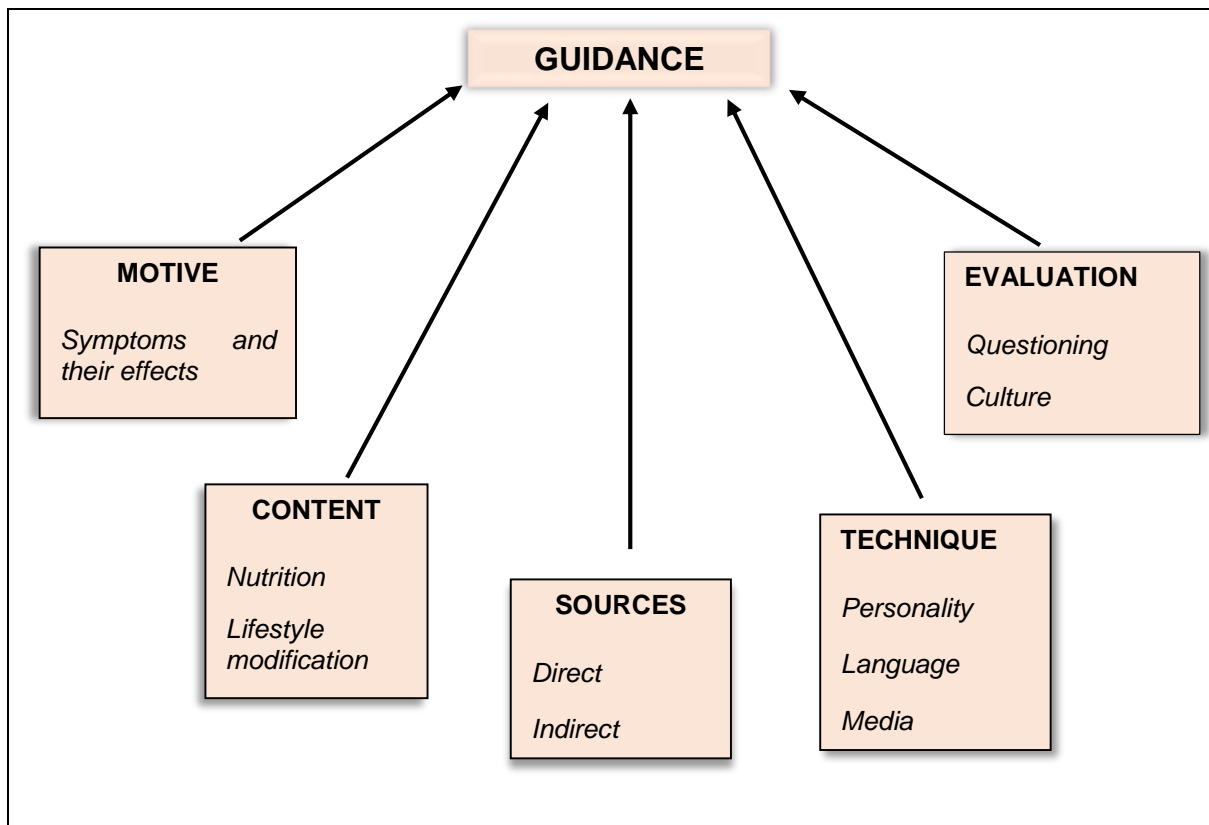 GUIDANCE
MOTIVE
Symptoms and
their effects
EVALUATION
Questioning
Culture
CONTENT
Nutrition
Lifestyle
modification
SOURCES
Direct
Indirect
TECHNIQUE
Personality
Language
Media